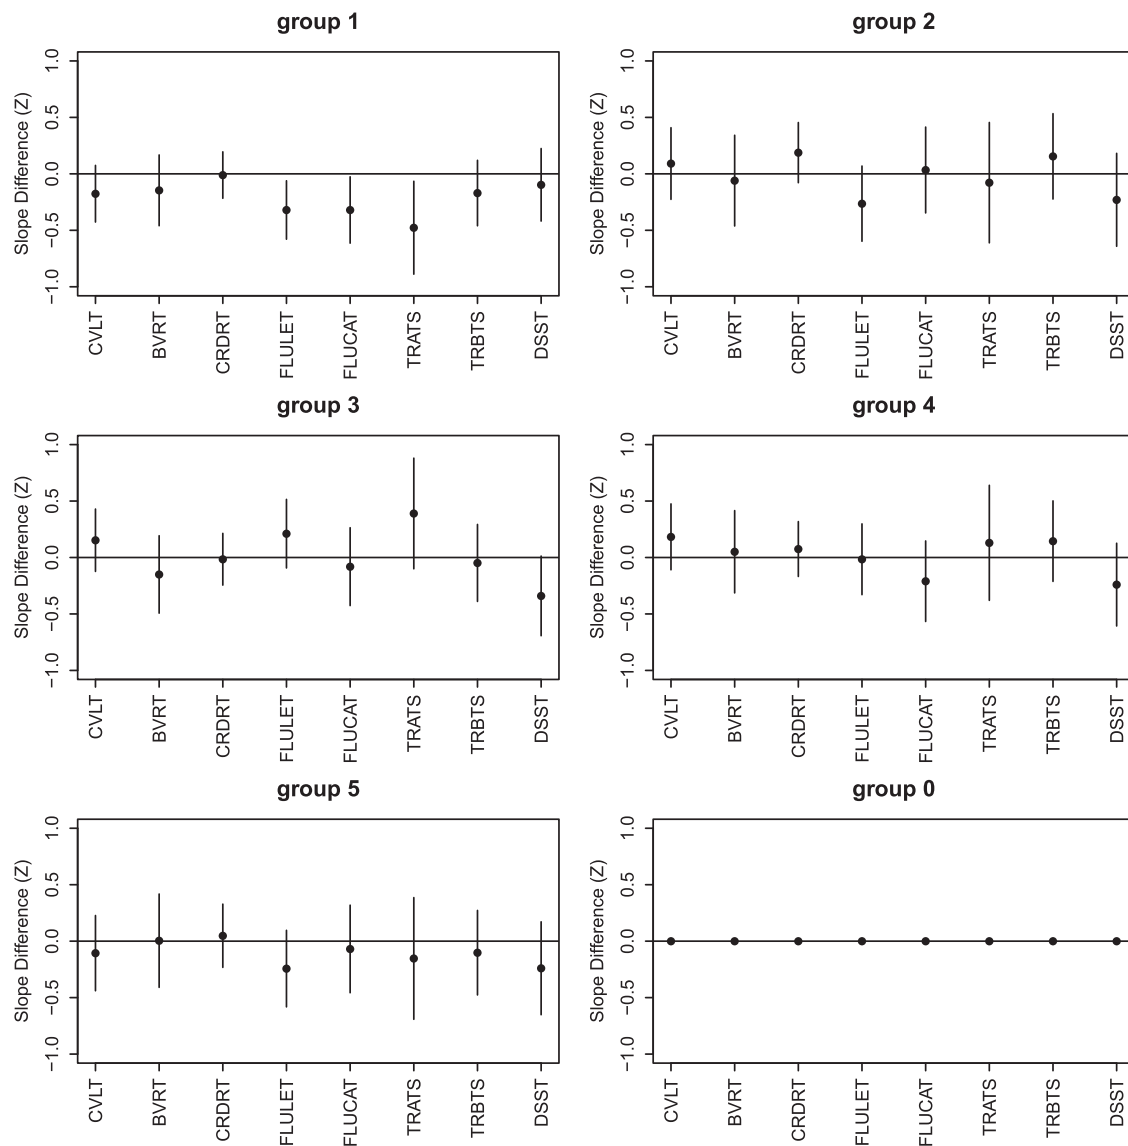 group 1
Slope Difference (Z)
1.0
0.5
0.0
−0.5
−1.0
CVLT
BVRT
CRDRT
FLULET
FLUCAT
TRATS
TRBTS
DSST
group 2
Slope Difference (Z)
1.0
0.5
0.0
−0.5
−1.0
CVLT
BVRT
CRDRT
FLULET
FLUCAT
TRATS
TRBTS
DSST
group 3
Slope Difference (Z)
1.0
0.5
0.0
−0.5
−1.0
CVLT
BVRT
CRDRT
FLULET
FLUCAT
TRATS
TRBTS
DSST
group 4
Slope Difference (Z)
1.0
0.5
0.0
−0.5
−1.0
CVLT
BVRT
CRDRT
FLULET
FLUCAT
TRATS
TRBTS
DSST
group 5
Slope Difference (Z)
1.0
0.5
0.0
−0.5
−1.0
CVLT
BVRT
CRDRT
FLULET
FLUCAT
TRATS
TRBTS
DSST
group 0
Slope Difference (Z)
1.0
0.5
0.0
−0.5
−1.0
CVLT
BVRT
CRDRT
FLULET
FLUCAT
TRATS
TRBTS
DSST